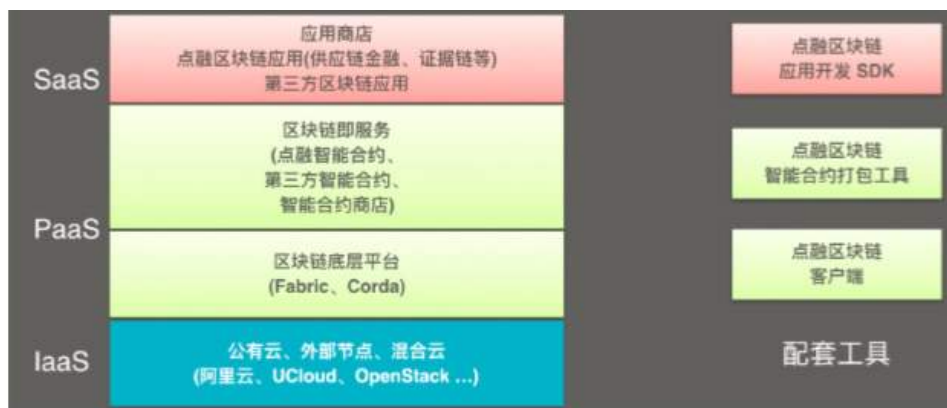 SaaS
应用商店
点融区块链应用(供应链金融、证据链等)
第三方区块链应用
点融区块链
应用开发 SDK
PaaS
区块链即服务
(点融智能合约、
第三方智能合约、
智能合约商店)
点融区块链
智能合约打包工具
区块链底层平台
(Fabric、Corda)
点融区块链
客户端
IaaS
公有云、外部节点、混合云
(阿里云、UCloud、OpenStack ...)
配套工具